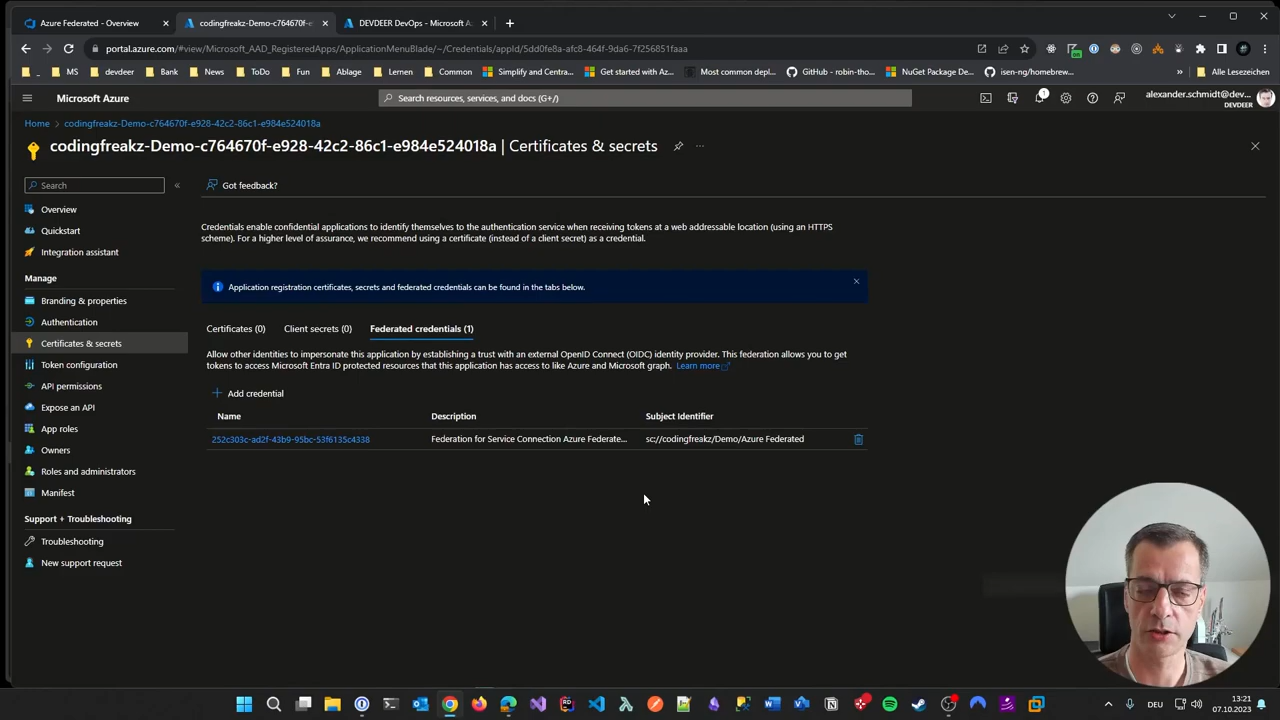 Azure Federated - Overview
codingfreakz-Demo-c764670f-e
DEVDEER DevOps - Microsoft A
portal.azure.com/#view/Microsoft_AAD_RegisteredApps/ApplicationMenuBlade/~/Credentials/appId/5dd0fe8a-afc8-464f-9da6-7f256851faaa
_
MS
devdeer
Bank
News
ToDo
Fun
Ablage
Lernen
Common
Simplify and Centra...
Get started with Az...
Most common depl...
GitHub - robin-tho...
NuGet Package De...
isen-ng/homebrew...
»
Alle Lesezeichen
Microsoft Azure
Search resources, services, and docs (G+/)
1
alexander.schmidt@dev...
DEVDEER
Home > codingfreakz-Demo-c764670f-e928-42c2-86c1-e984e524018a
codingfreakz-Demo-c764670f-e928-42c2-86c1-e984e524018a | Certificates & secrets
Search
«
Got feedback?
Overview
Quickstart
Integration assistant
Manage
Branding & properties
Authentication
Certificates & secrets
Token configuration
API permissions
Expose an API
App roles
Owners
Roles and administrators
Manifest
Support + Troubleshooting
Troubleshooting
New support request
Credentials enable confidential applications to identify themselves to the authentication service when receiving tokens at a web addressable location (using an HTTPS
scheme). For a higher level of assurance, we recommend using a certificate (instead of a client secret) as a credential.
Application registration certificates, secrets and federated credentials can be found in the tabs below.
Certificates (0)
Client secrets (0)
Federated credentials (1)
Allow other identities to impersonate this application by establishing a trust with an external OpenID Connect (OIDC) identity provider. This federation allows you to get
tokens to access Microsoft Entra ID protected resources that this application has access to like Azure and Microsoft graph. Learn more
Add credential
Name
Description
Subject Identifier
252c303c-ad2f-43b9-95bc-53f6135c4338
Federation for Service Connection Azure Federate...
sc://codingfreakz/Demo/Azure Federated
DEU
13:21
07.10.2023